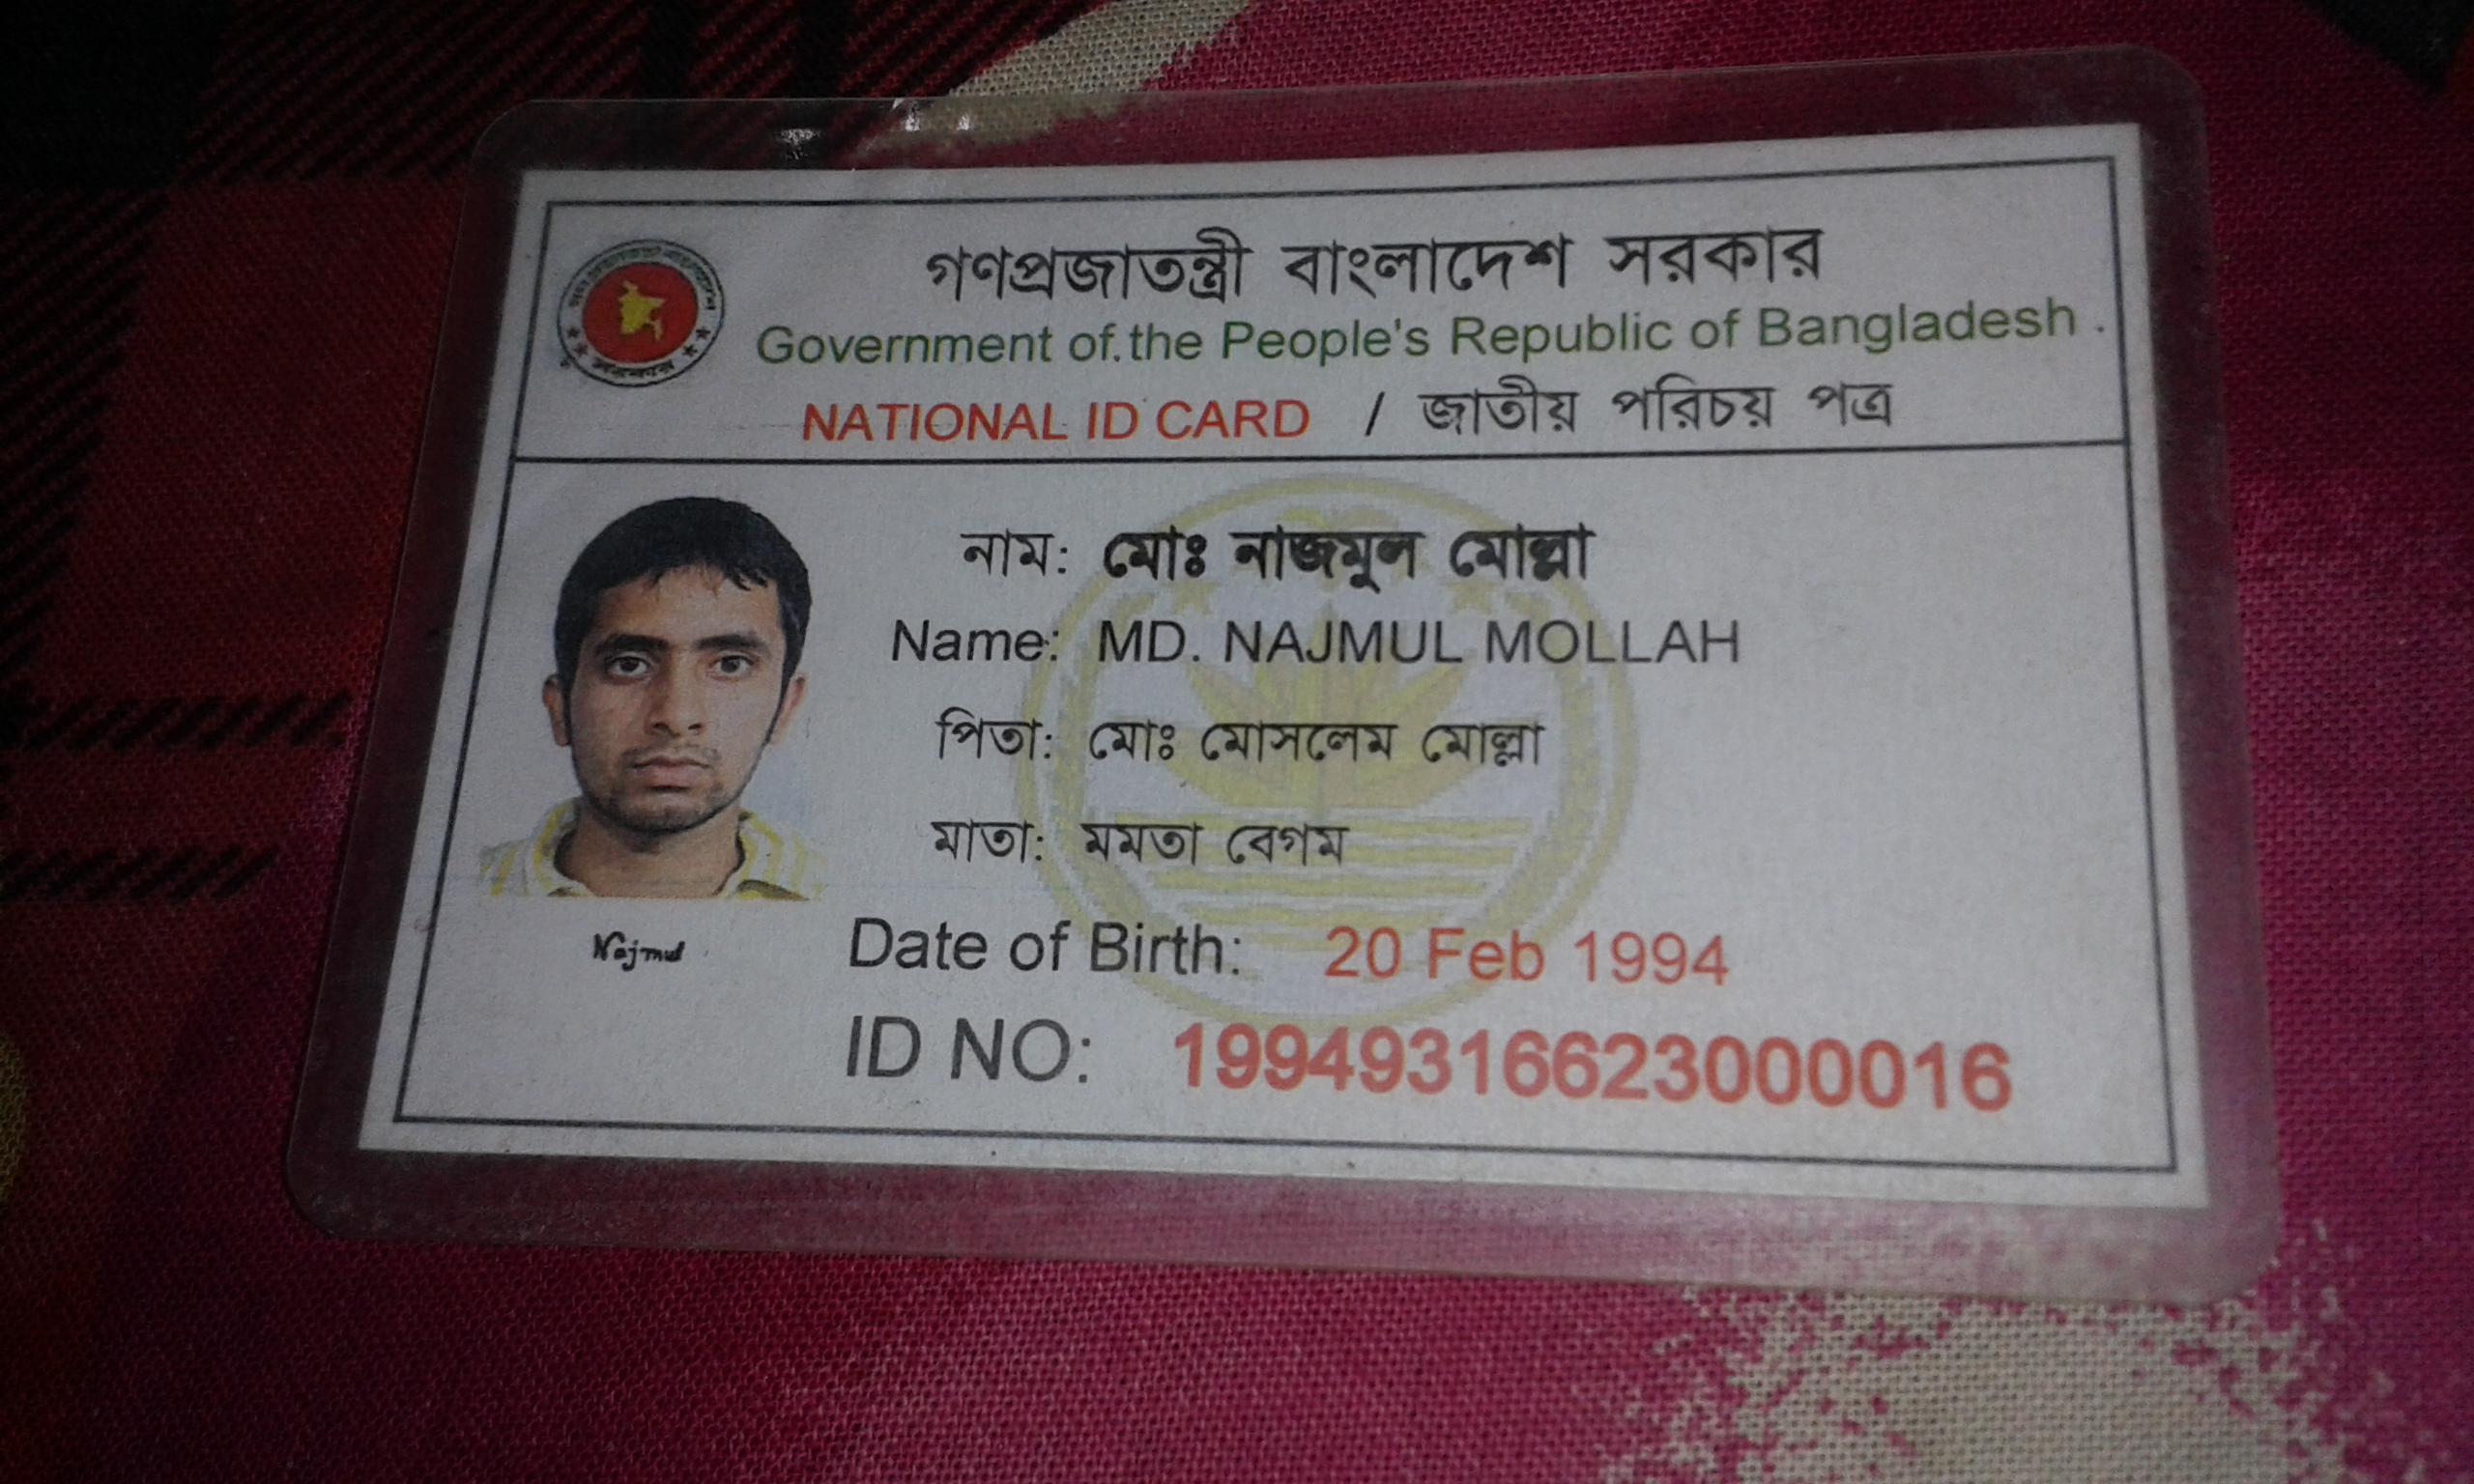 গণপ্রজাতন্ত্রী বাংলাদেশ সরকার
Government of the People's Republic of Bangladesh
NATIONAL ID CARD / জাতীয় পরিচয় পত্র
নাম: মোঃ নাজমুল মোল্লা
Name: MD. NAJMUL MOLLAH
পিতা: মোঃ মোসলেম মোল্লা
মাতা: মমতা বেগম
Najmul
Date of Birth: 20 Feb 1994
ID NO: 19949316623000016